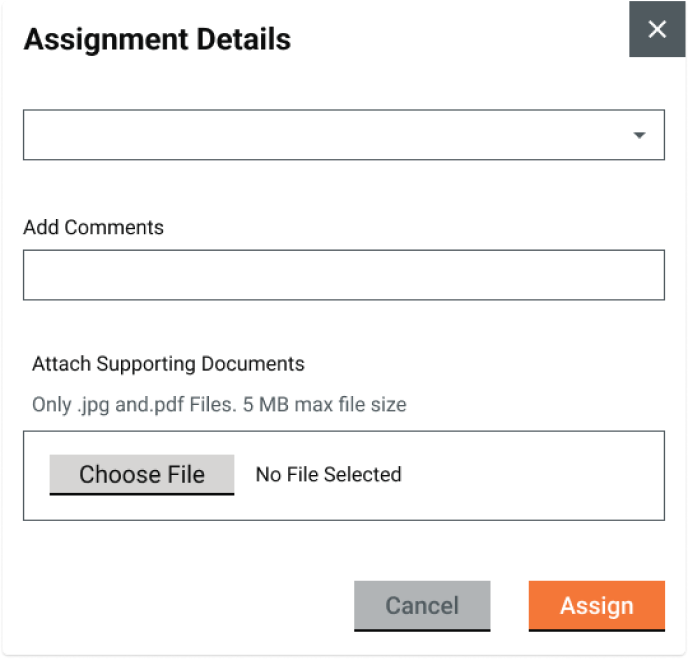 Assignment Details
Add Comments
Attach Supporting Documents
Only .jpg and.pdf Files. 5 MB max file size
Choose File No File Selected
Cancel Assign